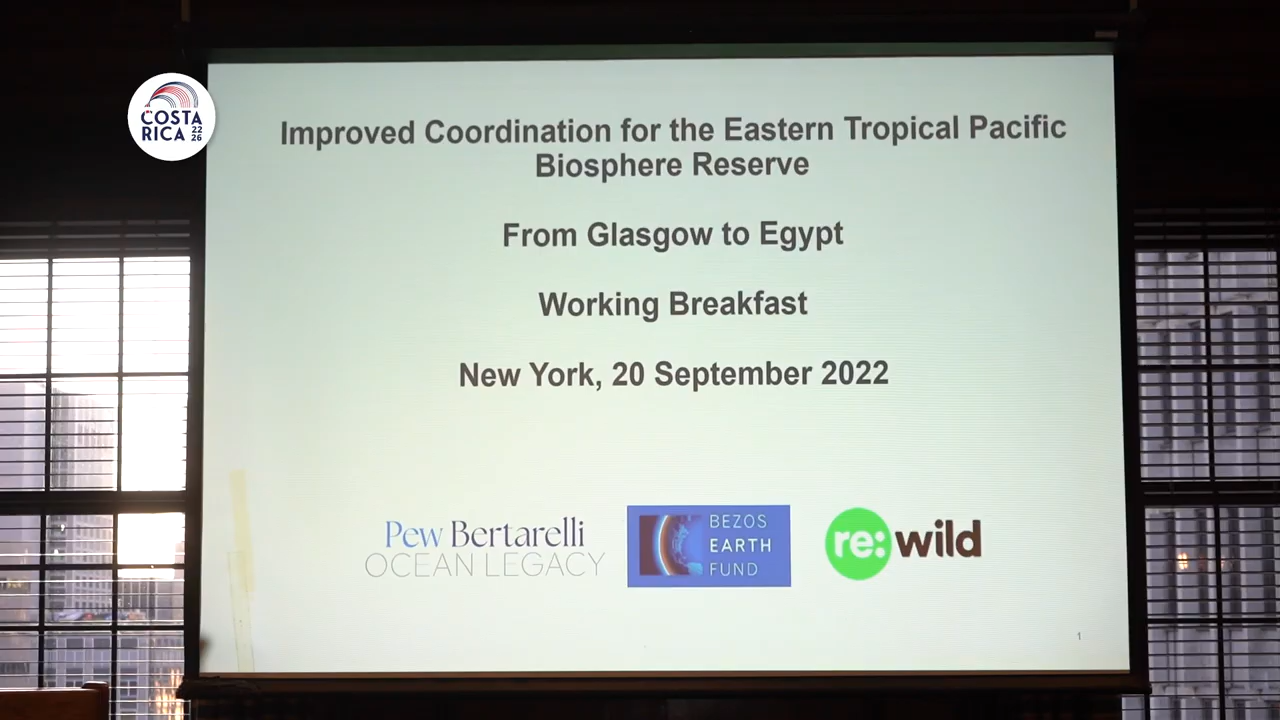 COSTA
RICA 22 26
Improved Coordination for the Eastern Tropical Pacific
Biosphere Reserve
From Glasgow to Egypt
Working Breakfast
New York, 20 September 2022
Pew Bertarelli
OCEAN LEGACY
BEZOS
EARTH
FUND
re:wild
1